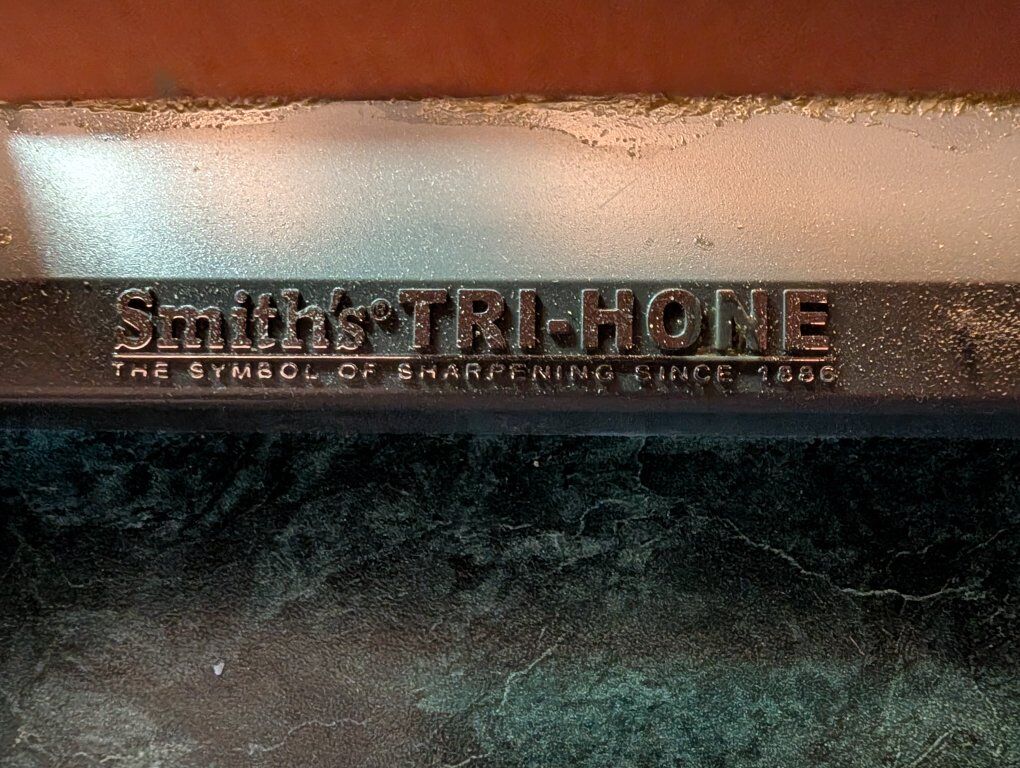 Smith's® TRI-HONE
THE SYMBOL OF SHARPENING SINCE 1886